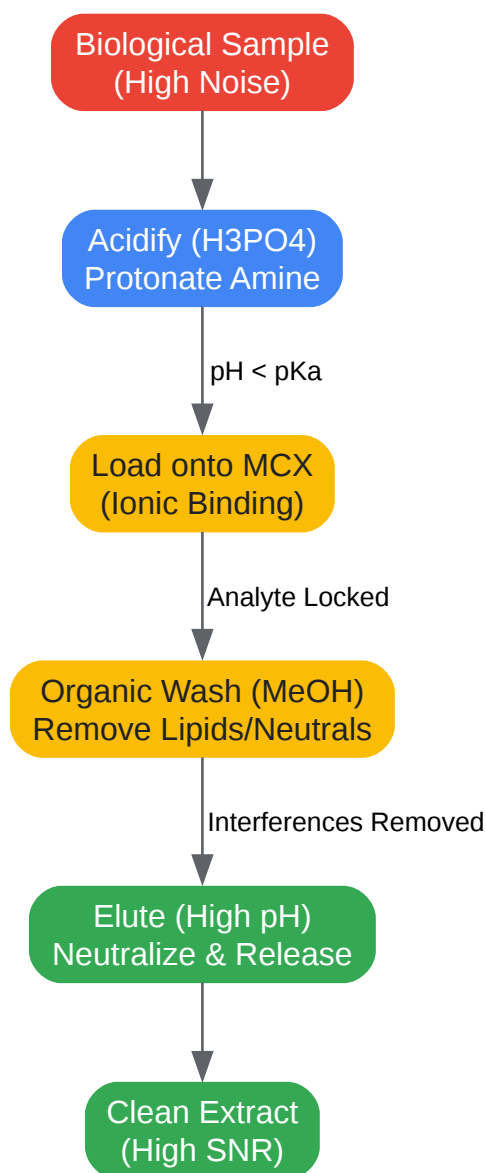 Biological Sample
(High Noise)
Acidify (H3PO4)
Protonate Amine
pH < pKa
Load onto MCX
(Ionic Binding)
Analyte Locked
Organic Wash (MeOH)
Remove Lipids/Neutrals
Interferences Removed
Elute (High pH)
Neutralize & Release
Clean Extract
(High SNR)